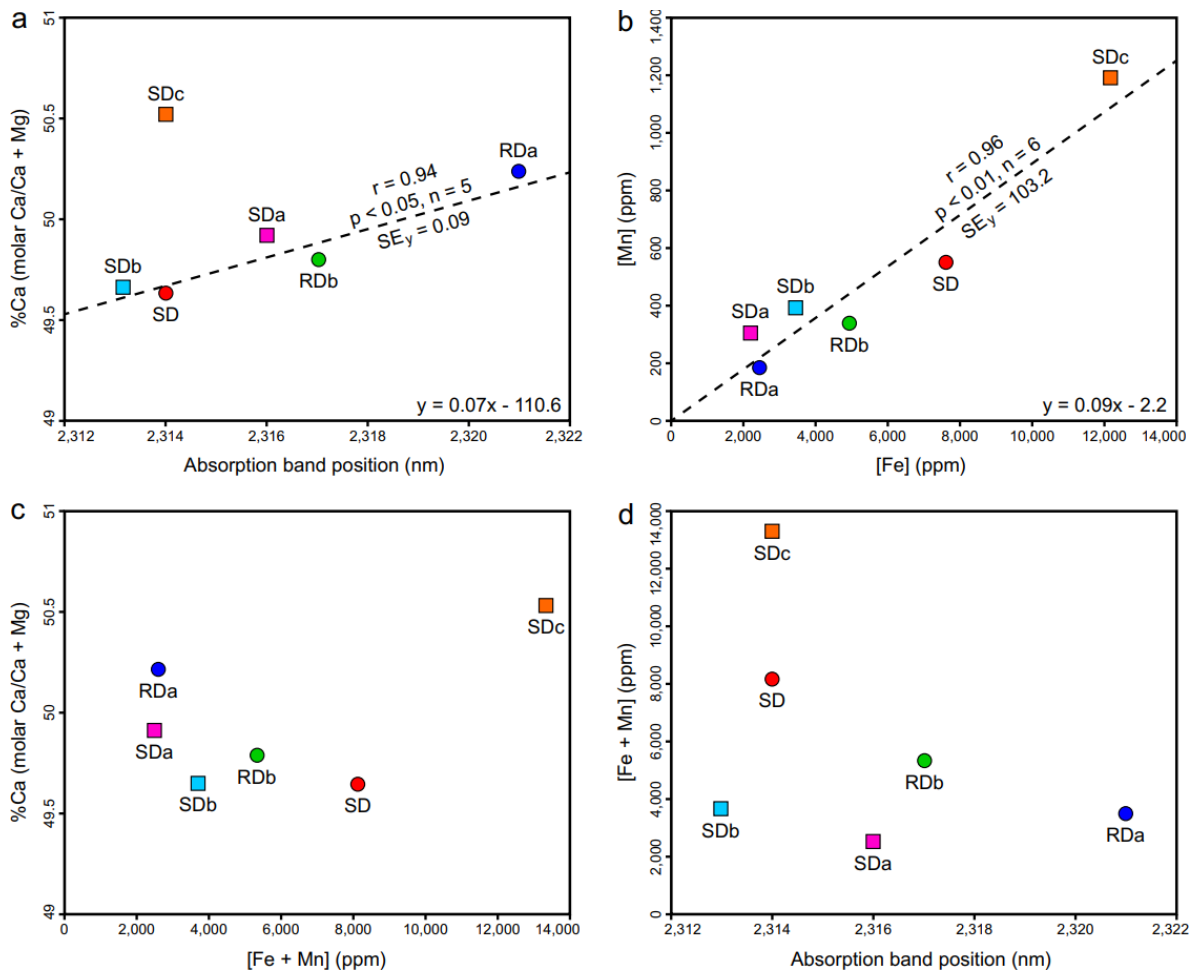 a
51
50.5
50
49.5
49
%Ca (molar Ca/Ca + Mg)
SDc
RDa
r = 0.94
p < 0.05, n = 5
SEy = 0.09
SDa
SDb
RDb
SD
y = 0.07x - 110.6
2,312 2,314 2,316 2,318 2,320 2,322
Absorption band position (nm)
b
1,400
1,200
1,000
800
600
400
200
0
[Mn] (ppm)
SDc
r = 0.96
p < 0.01, n = 6
SEy = 103.2
SD
SDb
SDa
RDb
RDa
y = 0.09x - 2.2
0 2,000 4,000 6,000 8,000 10,000 12,000 14,000
[Fe] (ppm)
c
51
50.5
50
49.5
49
%Ca (molar Ca/Ca + Mg)
SDc
RDa
SDa
RDb
SDb
SD
0 2,000 4,000 6,000 8,000 10,000 12,000 14,000
[Fe + Mn] (ppm)
d
14,000
12,000
10,000
8,000
6,000
4,000
2,000
0
[Fe + Mn] (ppm)
SDc
SD
RDb
SDb
SDa
RDa
2,312 2,314 2,316 2,318 2,320 2,322
Absorption band position (nm)